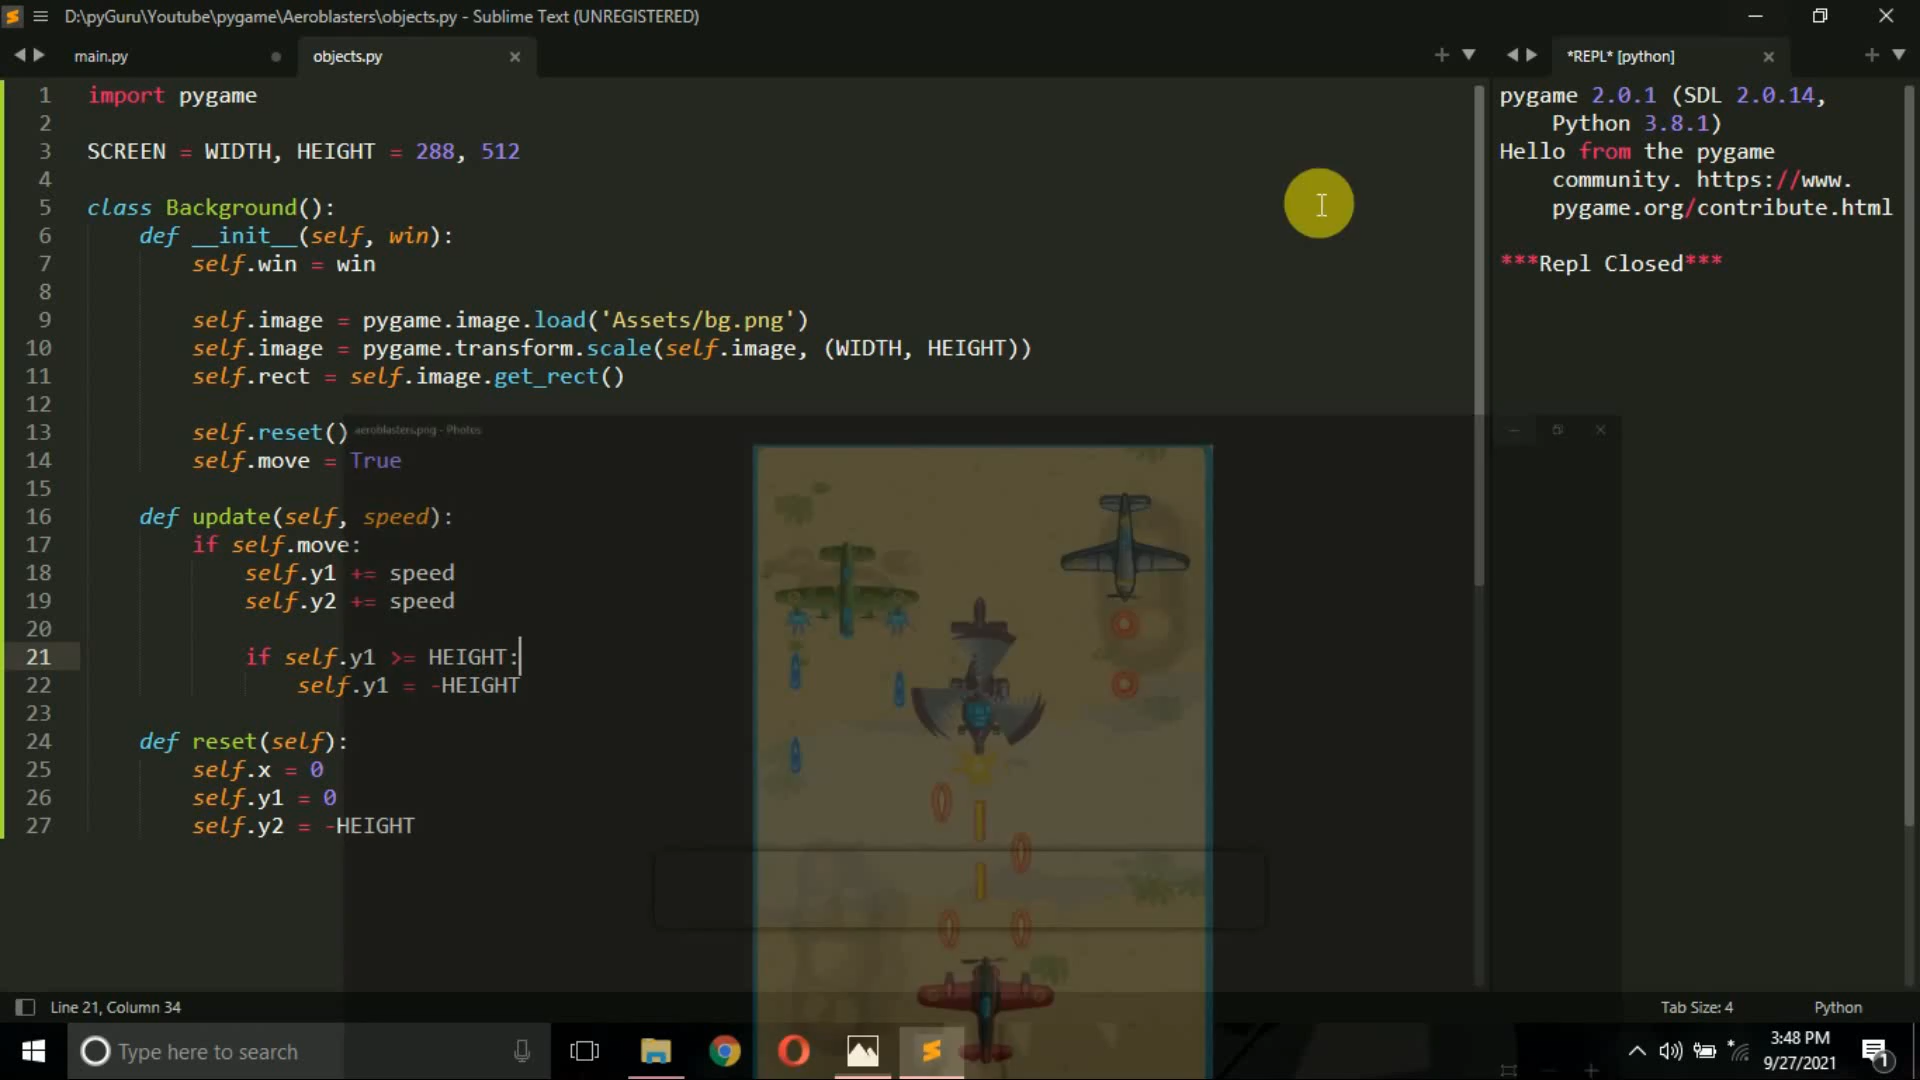 D:\pyGuru\Youtube\pygame\Aeroblasters\objects.py - Sublime Text (UNREGISTERED)
main.py
objects.py
*REPL* [python]
1 import pygame
2
3 SCREEN = WIDTH, HEIGHT = 288, 512
4
5 class Background():
6 def __init__(self, win):
7 self.win = win
8
9 self.image = pygame.image.load('Assets/bg.png')
10 self.image = pygame.transform.scale(self.image, (WIDTH, HEIGHT))
11 self.rect = self.image.get_rect()
12
13 self.reset()
14 self.move = True
15
16 def update(self, speed):
17 if self.move:
18 self.y1 += speed
19 self.y2 += speed
20
21 if self.y1 >= HEIGHT:
22 self.y1 = -HEIGHT
23
24 def reset(self):
25 self.x = 0
26 self.y1 = 0
27 self.y2 = -HEIGHT
aeroblasters.png - Photos
pygame 2.0.1 (SDL 2.0.14,
Python 3.8.1)
Hello from the pygame
community. https://www.
pygame.org/contribute.html
***Repl Closed***
Line 21, Column 34
Tab Size: 4
Python
Type here to search
3:48 PM
9/27/2021
1